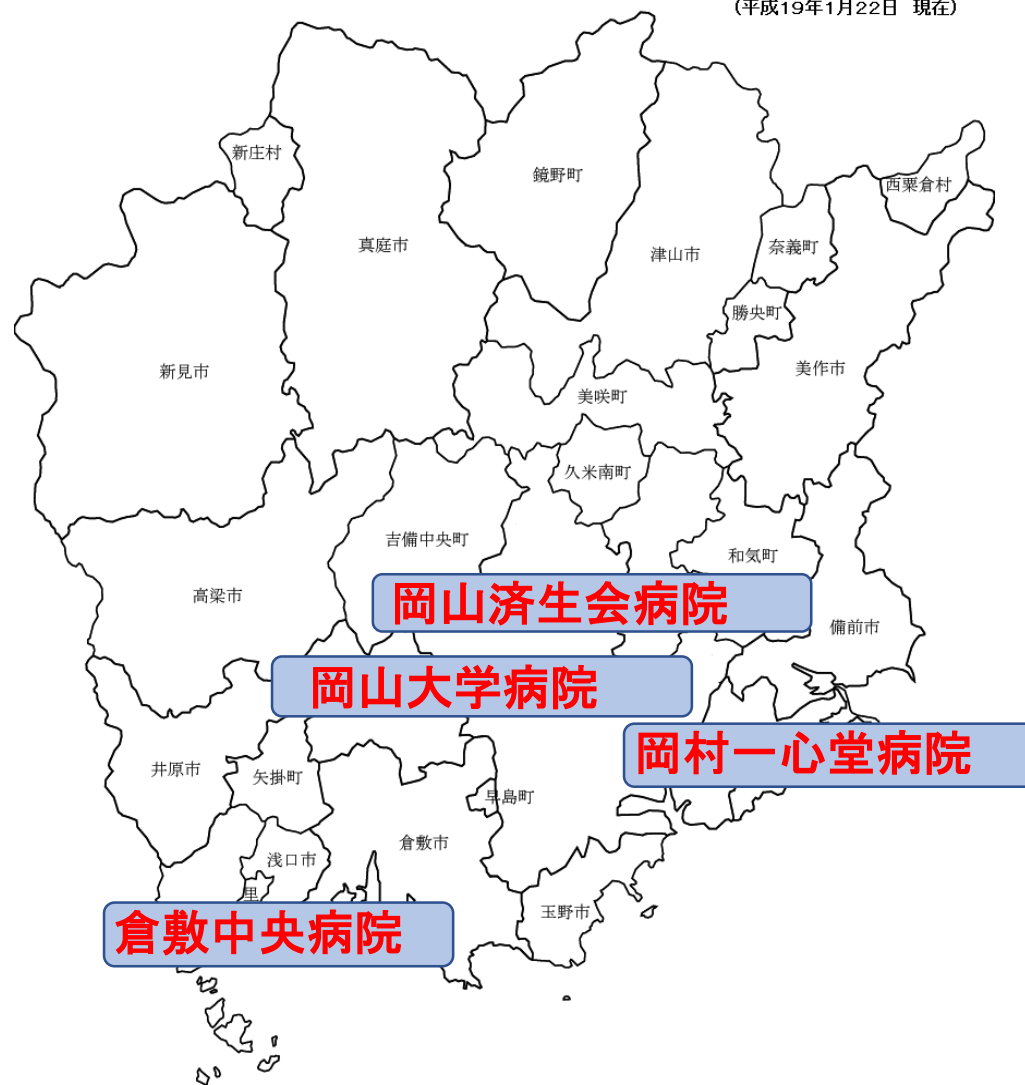 (平成19年1月22日 現在)
新庄村
鏡野町
西粟倉村
真庭市
津山市
奈義町
勝央町
新見市
美作市
美咲町
久米南町
吉備中央町
和気町
高梁市
岡山済生会病院
備前市
岡山大学病院
岡村一心堂病院
井原市
矢掛町
早島町
倉敷市
浅口市
里
玉野市
倉敷中央病院